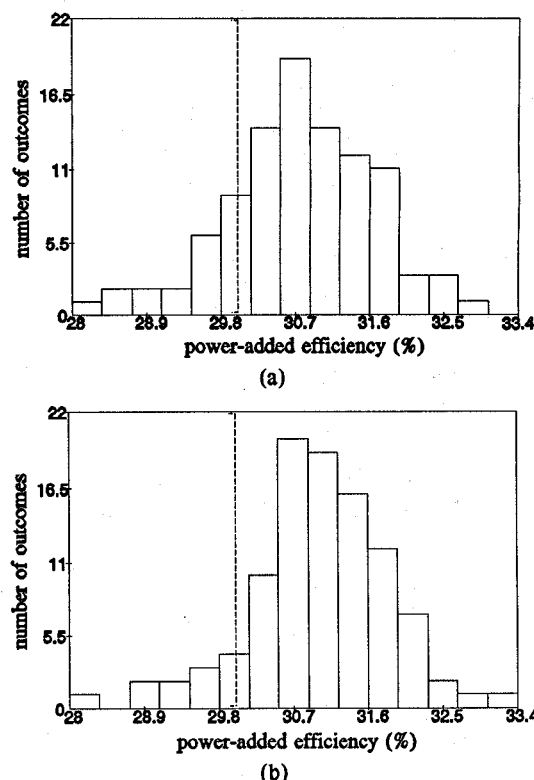 22
16.5
11
5.5
0
number of outcomes
28 28.9 29.8 30.7 31.6 32.5 33.4
power-added efficiency (%)
(a)
22
16.5
11
5.5
0
number of outcomes
28 28.9 29.8 30.7 31.6 32.5 33.4
power-added efficiency (%)
(b)